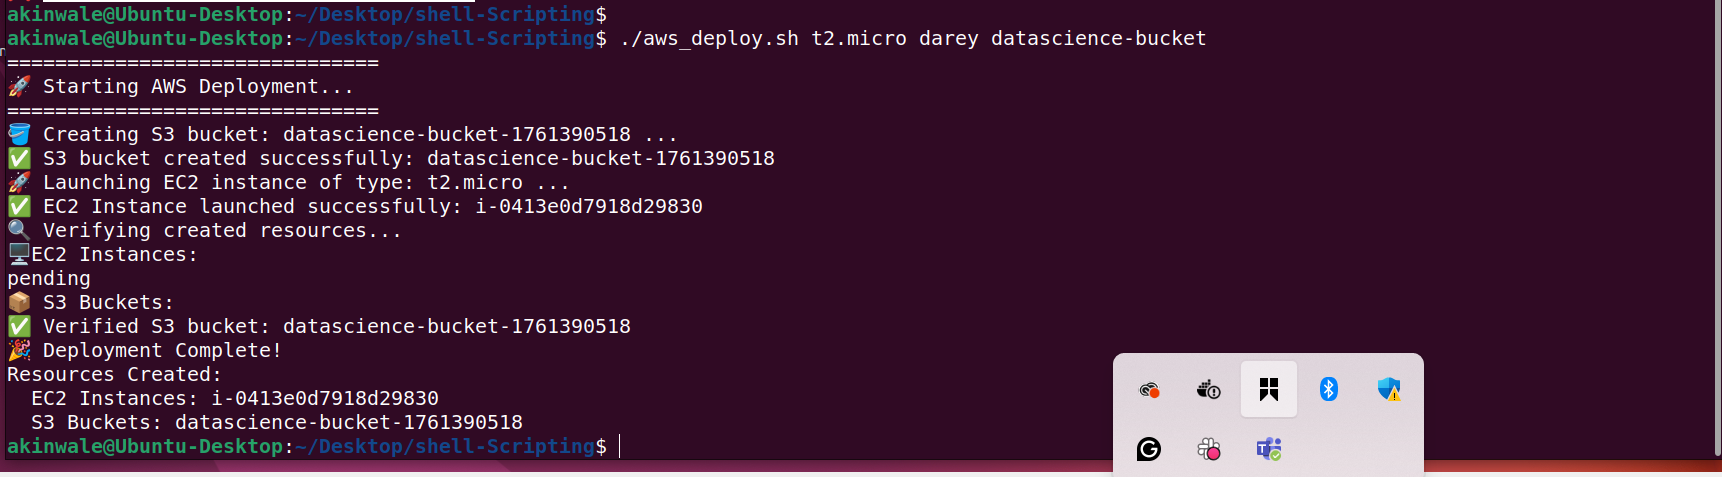 akinwale@Ubuntu-Desktop:~/Desktop/shell-Scripting$
akinwale@Ubuntu-Desktop:~/Desktop/shell-Scripting$ ./aws_deploy.sh t2.micro darey datascience-bucket
===============================
🚀 Starting AWS Deployment...
===============================
🪣 Creating S3 bucket: datascience-bucket-1761390518 ...
✅ S3 bucket created successfully: datascience-bucket-1761390518
🚀 Launching EC2 instance of type: t2.micro ...
✅ EC2 Instance launched successfully: i-0413e0d7918d29830
🔍 Verifying created resources...
🖥️EC2 Instances:
pending
📦 S3 Buckets:
✅ Verified S3 bucket: datascience-bucket-1761390518
🎉 Deployment Complete!
Resources Created:
  EC2 Instances: i-0413e0d7918d29830
  S3 Buckets: datascience-bucket-1761390518
akinwale@Ubuntu-Desktop:~/Desktop/shell-Scripting$